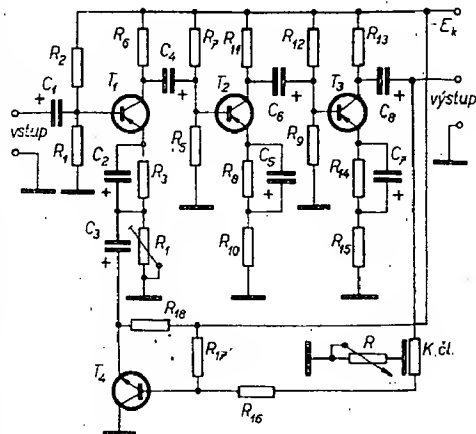 R6
R7
R11
R12
R13
-Ek
R2
C4
T1
T2
T3
C1
+
+
+
+
C6
C8
vstup
výstup
R1
R5
R9
C2
R3
R8
C5
R14
C7
+
+
+
C3
R1
R10
R15
+
R18
R17
R
K.čl.
T4
R16